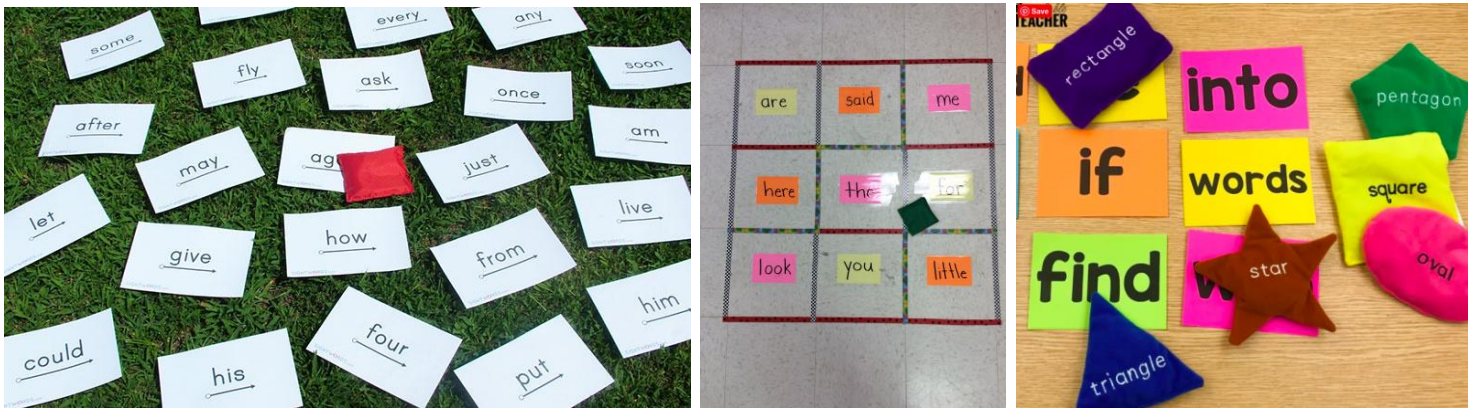 some
every
any
fly
ask
once
soon
after
may
ag
just
am
let
give
how
from
live
could
his
four
put
him
are
said
me
here
the
for
look
you
little
Save
TEACHER
rectangle
into
pentagon
if
words
square
find
star
oval
triangle